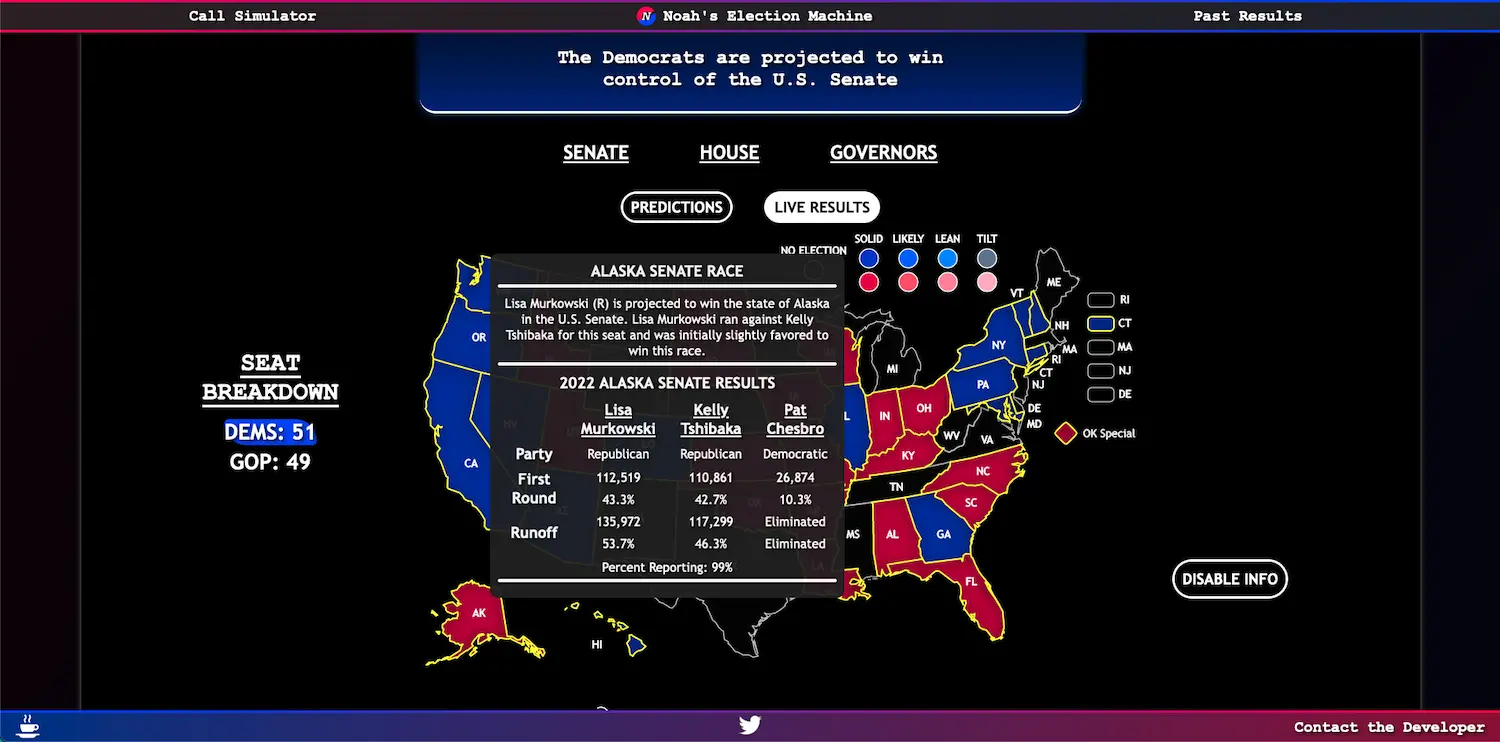 Call Simulator
Noah's Election Machine
Past Results
The Democrats are projected to win
control of the U.S. Senate
SENATE
HOUSE
GOVERNORS
PREDICTIONS
LIVE RESULTS
NO ELECTION
SOLID
LIKELY
LEAN
TILT
SEAT
BREAKDOWN
DEMS: 51
GOP: 49
ALASKA SENATE RACE
Lisa Murkowski (R) is projected to win the state of Alaska
in the U.S. Senate. Lisa Murkowski ran against Kelly
Tshibaka for this seat and was initially slightly favored to
win this race.
2022 ALASKA SENATE RESULTS
Lisa Murkowski Kelly Tshibaka Pat Chesbro
Party Republican Republican Democratic
First Round 112,519 110,861 26,874
43.3% 42.7% 10.3%
Runoff 135,972 117,299 Eliminated
53.7% 46.3% Eliminated
Percent Reporting: 99%
OR
CA
AK
HI
MI
IN
OH
KY
TN
MS
AL
GA
FL
SC
NC
VA
WV
PA
NY
VT
ME
NH
MA
RI
CT
NJ
DE
MD
LA
RI
CT
MA
NJ
DE
OK Special
DISABLE INFO
Contact the Developer